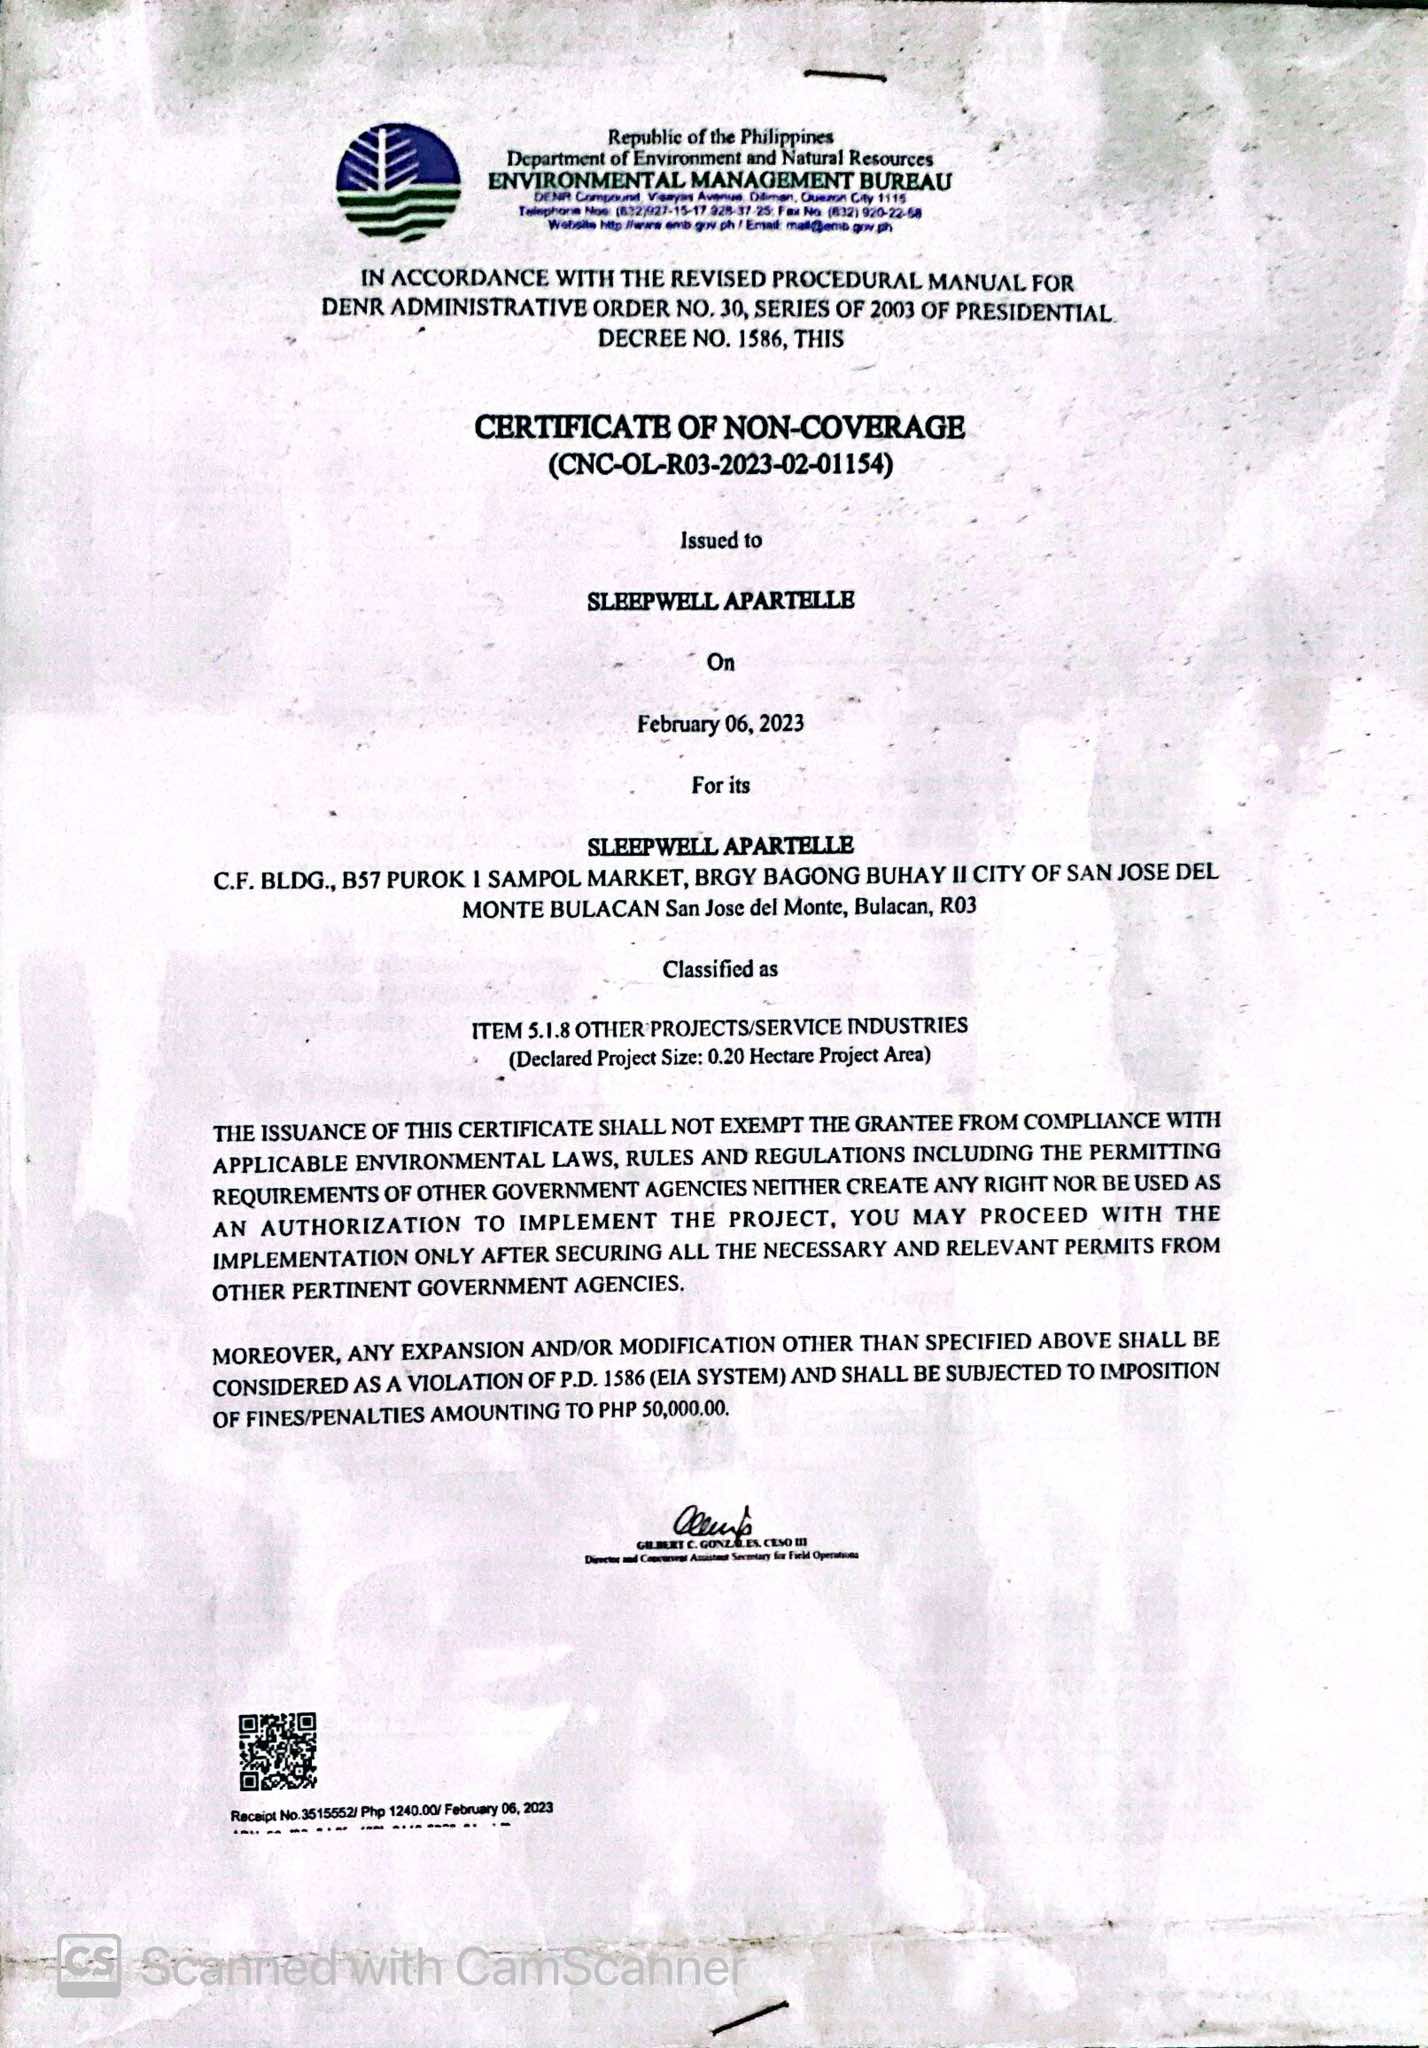 Republic of the Philippines
Department of Environment and Natural Resources
ENVIRONMENTAL MANAGEMENT BUREAU
DENR Compound, Visayas Avenue, Diliman, Quezon City 1116
Telephone Nos: (632)927-15-17 928-37-25; Fax No. (632) 920-22-58
Website http://www.emb.gov.ph / Email: mail@emb.gov.ph
IN ACCORDANCE WITH THE REVISED PROCEDURAL MANUAL FOR
DENR ADMINISTRATIVE ORDER NO. 30, SERIES OF 2003 OF PRESIDENTIAL
DECREE NO. 1586, THIS
CERTIFICATE OF NON-COVERAGE
(CNC-OL-R03-2023-02-01154)
Issued to
SLEEPWELL APARTELLE
On
February 06, 2023
For its
SLEEPWELL APARTELLE
C.F. BLDG., B57 PUROK 1 SAMPOL MARKET, BRGY BAGONG BUHAY II CITY OF SAN JOSE DEL
MONTE BULACAN San Jose del Monte, Bulacan, R03
Classified as
ITEM 5.1.8 OTHER PROJECTS/SERVICE INDUSTRIES
(Declared Project Size: 0.20 Hectare Project Area)
THE ISSUANCE OF THIS CERTIFICATE SHALL NOT EXEMPT THE GRANTEE FROM COMPLIANCE WITH
APPLICABLE ENVIRONMENTAL LAWS, RULES AND REGULATIONS INCLUDING THE PERMITTING
REQUIREMENTS OF OTHER GOVERNMENT AGENCIES NEITHER CREATE ANY RIGHT NOR BE USED AS
AN AUTHORIZATION TO IMPLEMENT THE PROJECT, YOU MAY PROCEED WITH THE
IMPLEMENTATION ONLY AFTER SECURING ALL THE NECESSARY AND RELEVANT PERMITS FROM
OTHER PERTINENT GOVERNMENT AGENCIES.
MOREOVER, ANY EXPANSION AND/OR MODIFICATION OTHER THAN SPECIFIED ABOVE SHALL BE
CONSIDERED AS A VIOLATION OF P.D. 1586 (EIA SYSTEM) AND SHALL BE SUBJECTED TO IMPOSITION
OF FINES/PENALTIES AMOUNTING TO PHP 50,000.00.
GILBERT C. GONZALES, CESO III
Director and Concurrent Assistant Secretary for Field Operations
Receipt No.3515552/ Php 1240.00/ February 06, 2023
CS Scanned with CamScanner